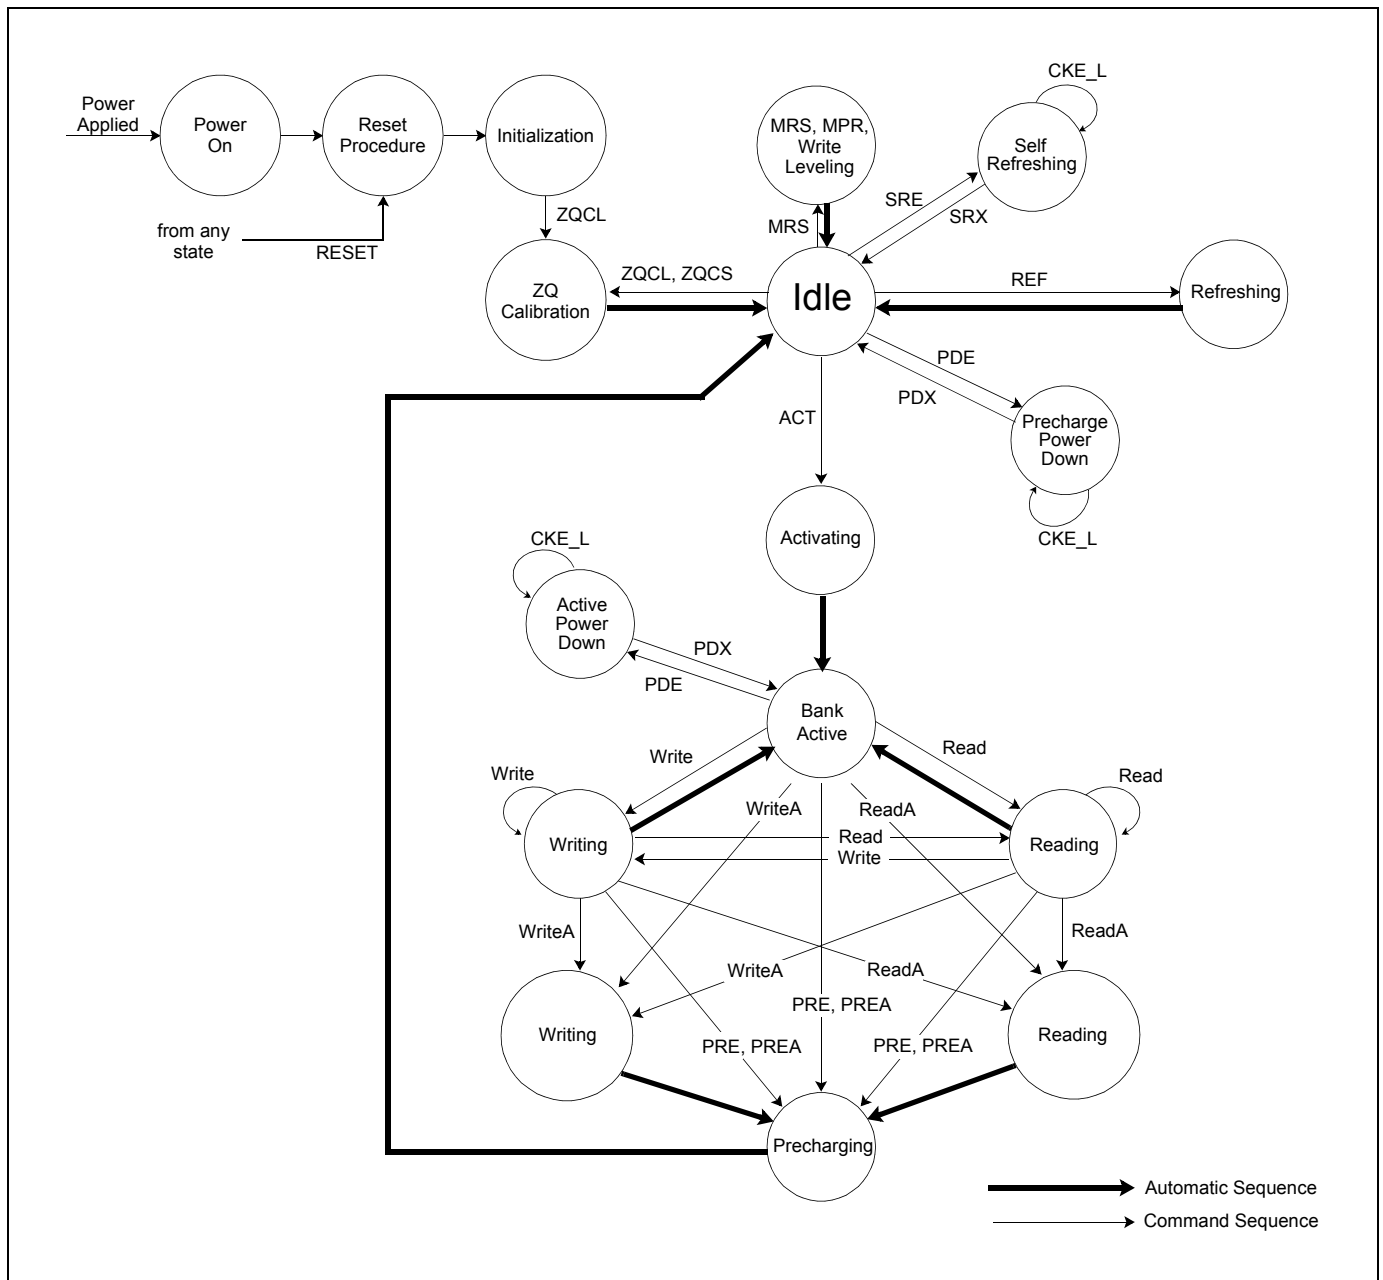 CKE_L
Power
Applied
Power
On
Reset
Procedure
Initialization
MRS, MPR,
Write
Leveling
Self
Refreshing
SRE
SRX
MRS
ZQCL
from any
state
RESET
ZQCL, ZQCS
ZQ
Calibration
Idle
REF
Refreshing
PDE
PDX
ACT
Precharge
Power
Down
CKE_L
Activating
CKE_L
Active
Power
Down
PDX
PDE
Bank
Active
Write
Read
Write
Read
WriteA
ReadA
Writing
Read
Write
Reading
WriteA
ReadA
WriteA
ReadA
PRE, PREA
Writing
PRE, PREA
PRE, PREA
Reading
Precharging
Automatic Sequence
Command Sequence